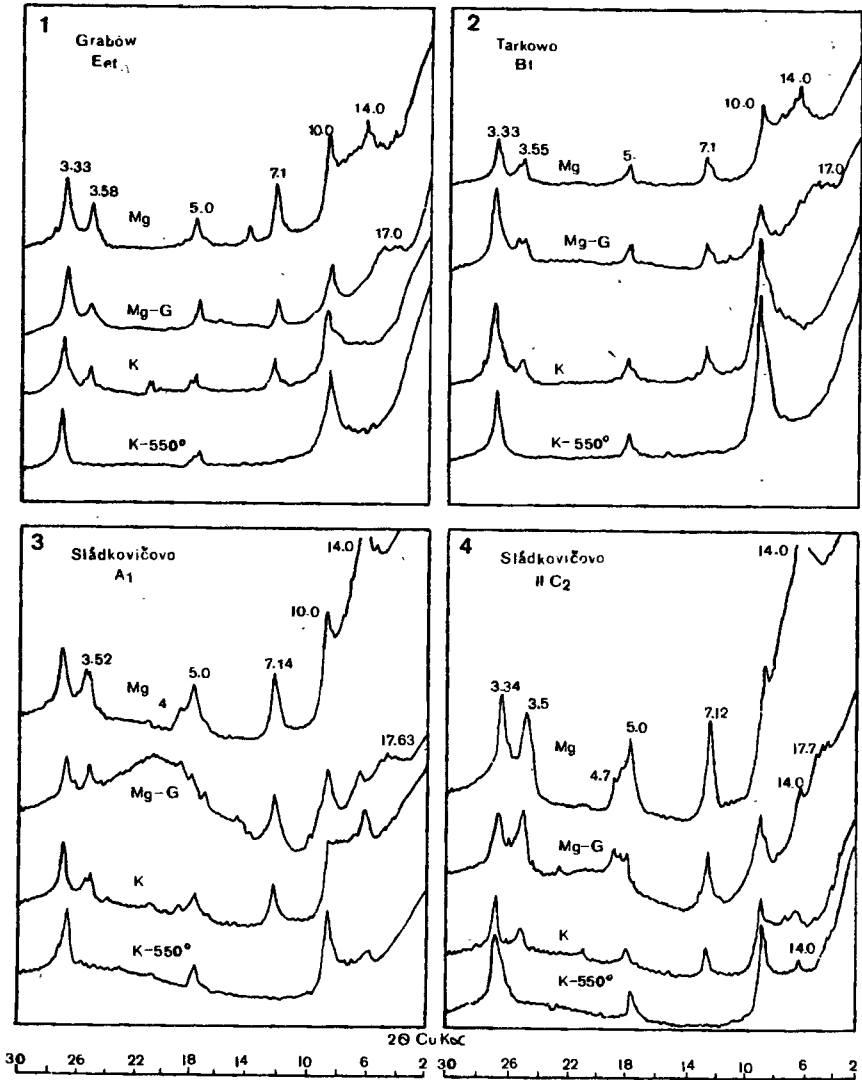 1
Grabów
Eet
14.0
10.0
3.33
3.58
7.1
5.0
Mg
17.0
Mg-G
K
K-550°
2
Tarkowo
Bt
14.0
10.0
3.33
3.55
7.1
5.
Mg
17.0
Mg-G
K
K-550°
3
Sládkovičovo
A1
14.0
10.0
3.52
5.0
7.14
4
Mg
17.63
Mg-G
K
K-550°
4
Sládkovičovo
II C2
14.0
3.34
3.5
7.12
5.0
4.7
Mg
17.7
14.0
Mg-G
K
14.0
K-550°
2Θ Cu Kα
30 26 22 18 14 10 6 2
30 26 22 18 14 10 6 2